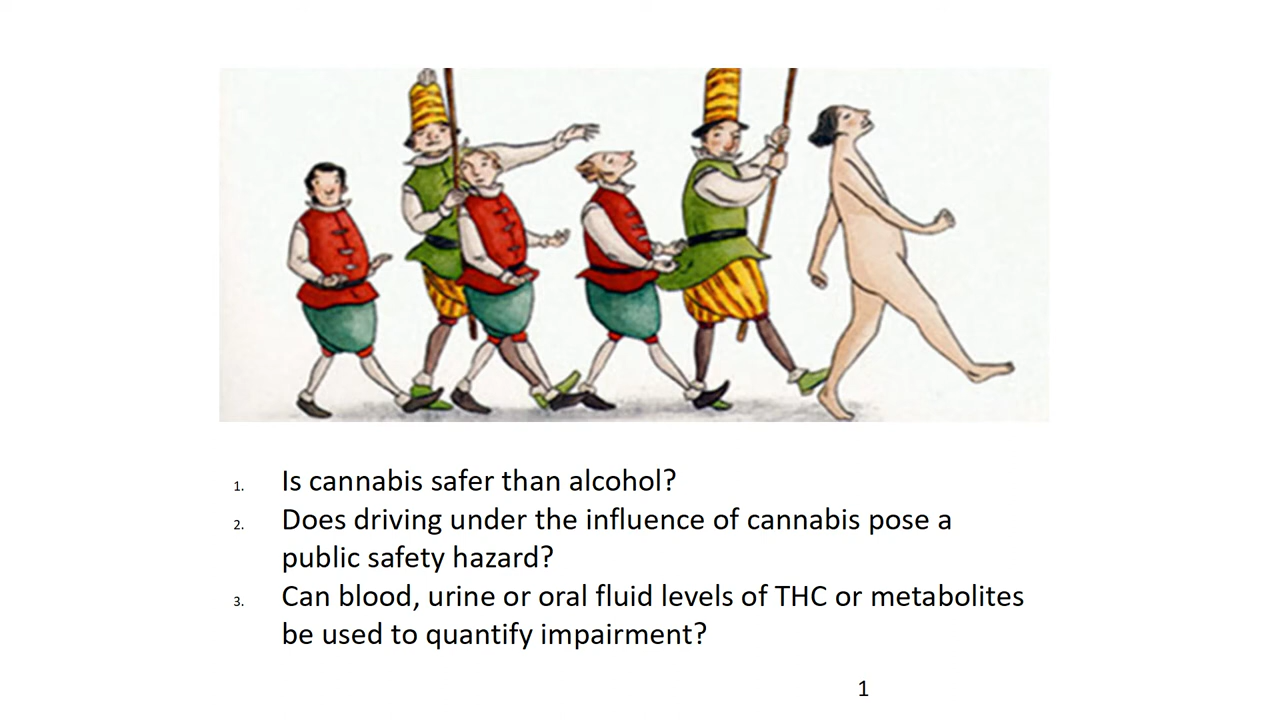 1. Is cannabis safer than alcohol?
2. Does driving under the influence of cannabis pose a
public safety hazard?
3. Can blood, urine or oral fluid levels of THC or metabolites
be used to quantify impairment?
1